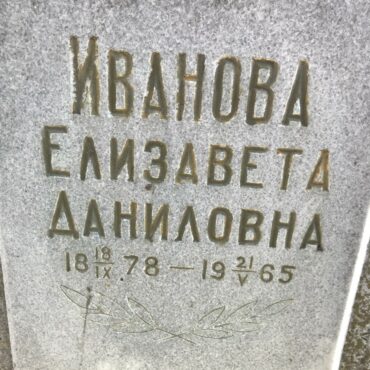 ИВАНОВА
ЕЛИЗАВЕТА
ДАНИЛОВНА
18 18/IX 78 — 19 21/V 65